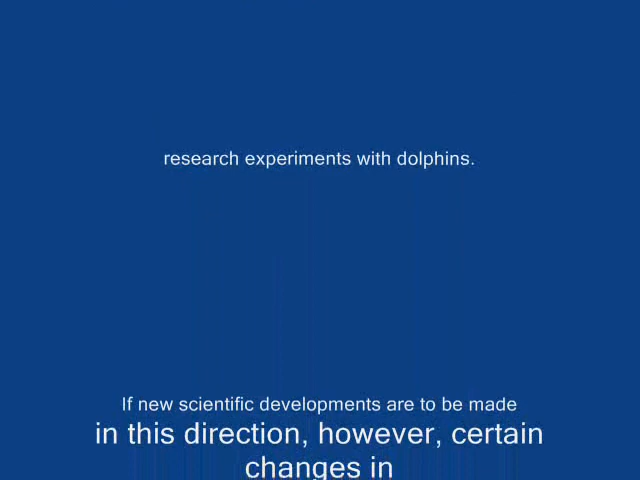 research experiments with dolphins.
If new scientific developments are to be made
in this direction, however, certain
changes in